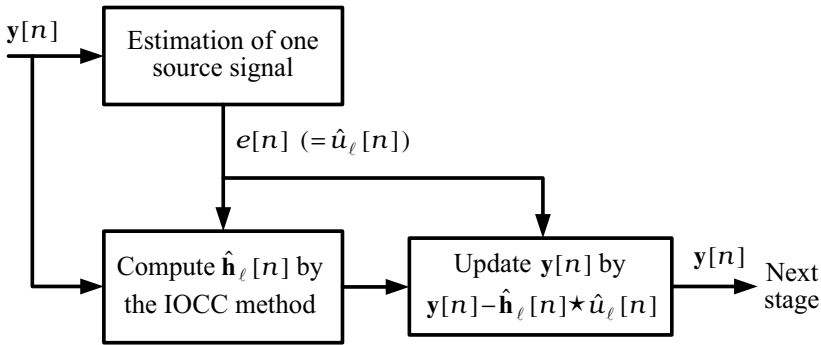 y[n]
Estimation of one
source signal
e[n] (= û_ℓ[n])
Compute ĥ_ℓ[n] by
the IOCC method
Update y[n] by
y[n]−ĥ_ℓ[n]★û_ℓ[n]
y[n]
Next
stage